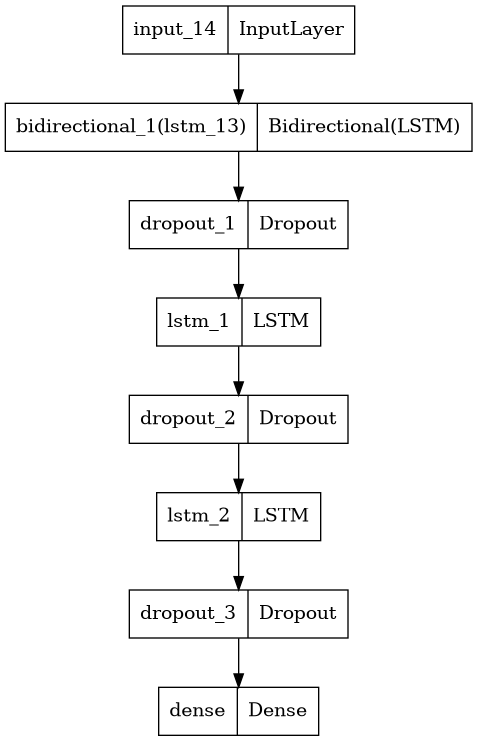 input_14 InputLayer
bidirectional_1(lstm_13) Bidirectional(LSTM)
dropout_1 Dropout
lstm_1 LSTM
dropout_2 Dropout
lstm_2 LSTM
dropout_3 Dropout
dense Dense